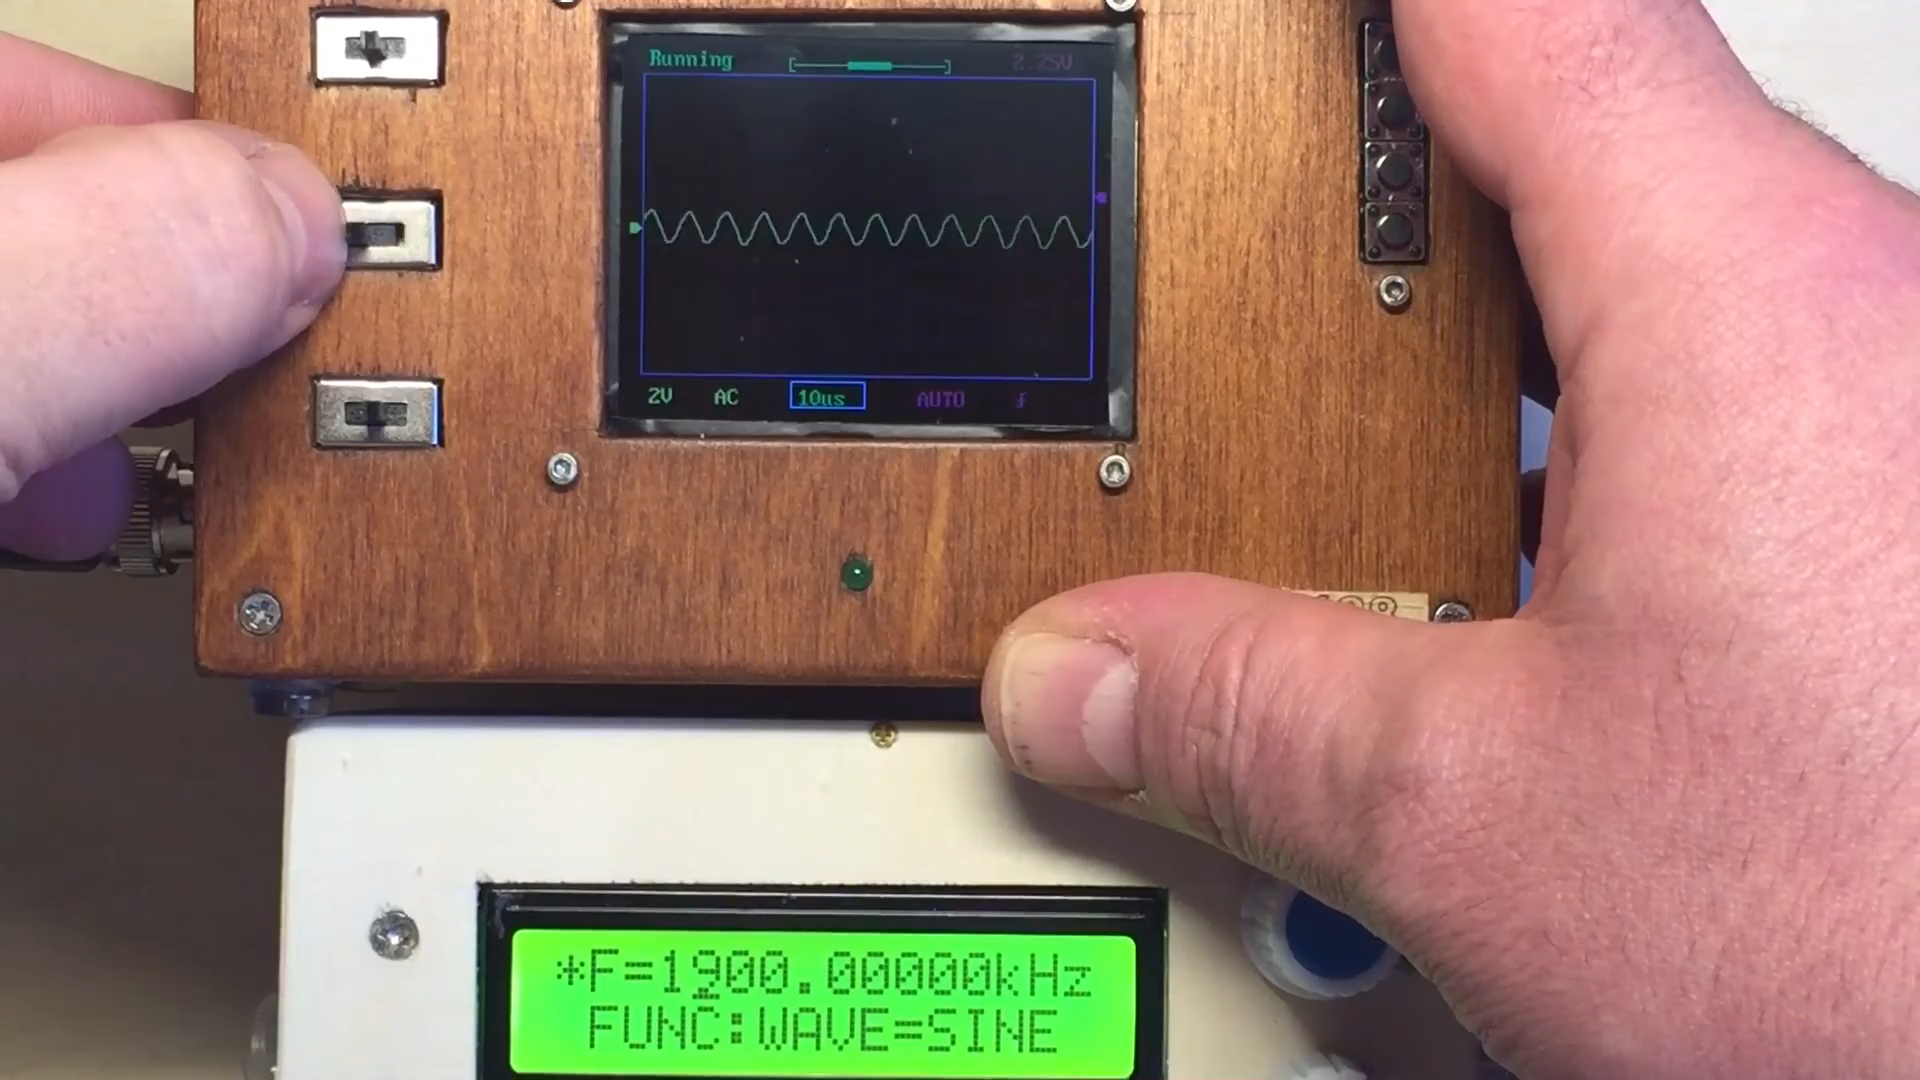 Running 2.25V
2V AC 10us AUTO
*F=1900.00000kHz
FUNC:WAVE=SINE